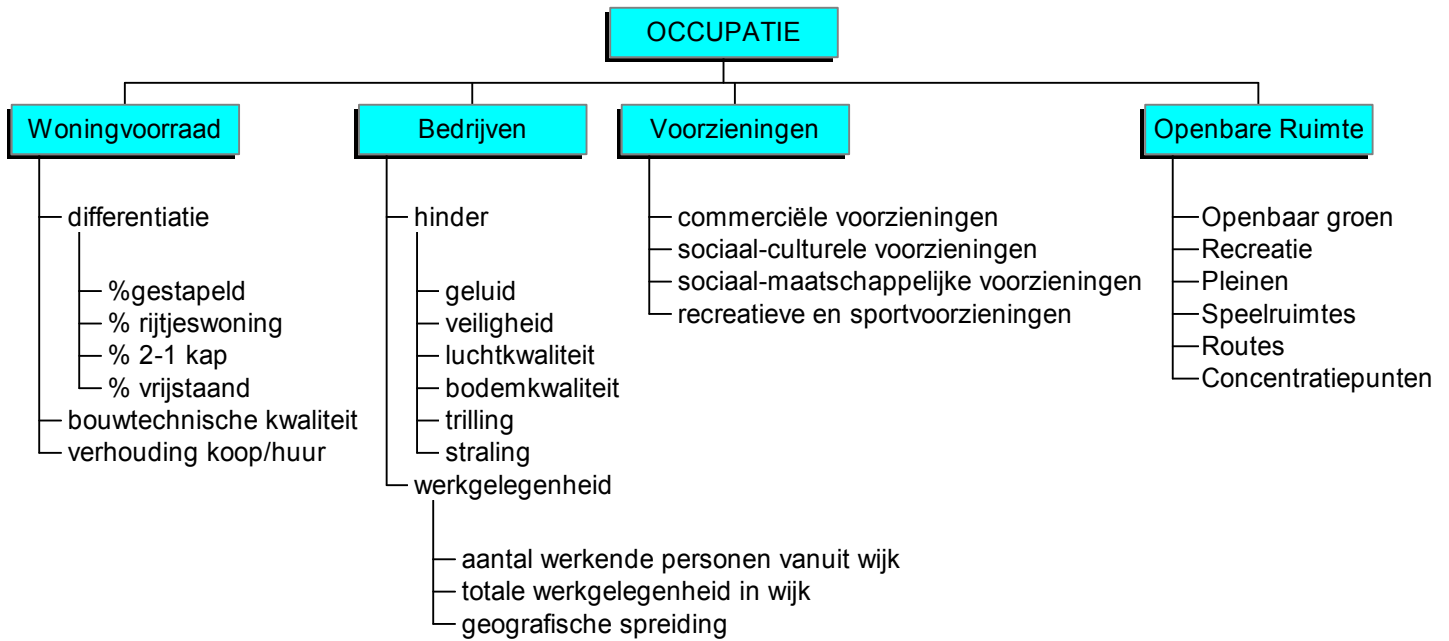 OCCUPATIE
Woningvoorraad
differentiatie
%gestapeld
% rijtjeswoning
% 2-1 kap
% vrijstaand
bouwtechnische kwaliteit
verhouding koop/huur
Bedrijven
hinder
geluid
veiligheid
luchtkwaliteit
bodemkwaliteit
trilling
straling
werkgelegenheid
aantal werkende personen vanuit wijk
totale werkgelegenheid in wijk
geografische spreiding
Voorzieningen
commerciële voorzieningen
sociaal-culturele voorzieningen
sociaal-maatschappelijke voorzieningen
recreatieve en sportvoorzieningen
Openbare Ruimte
Openbaar groen
Recreatie
Pleinen
Speelruimtes
Routes
Concentratiepunten